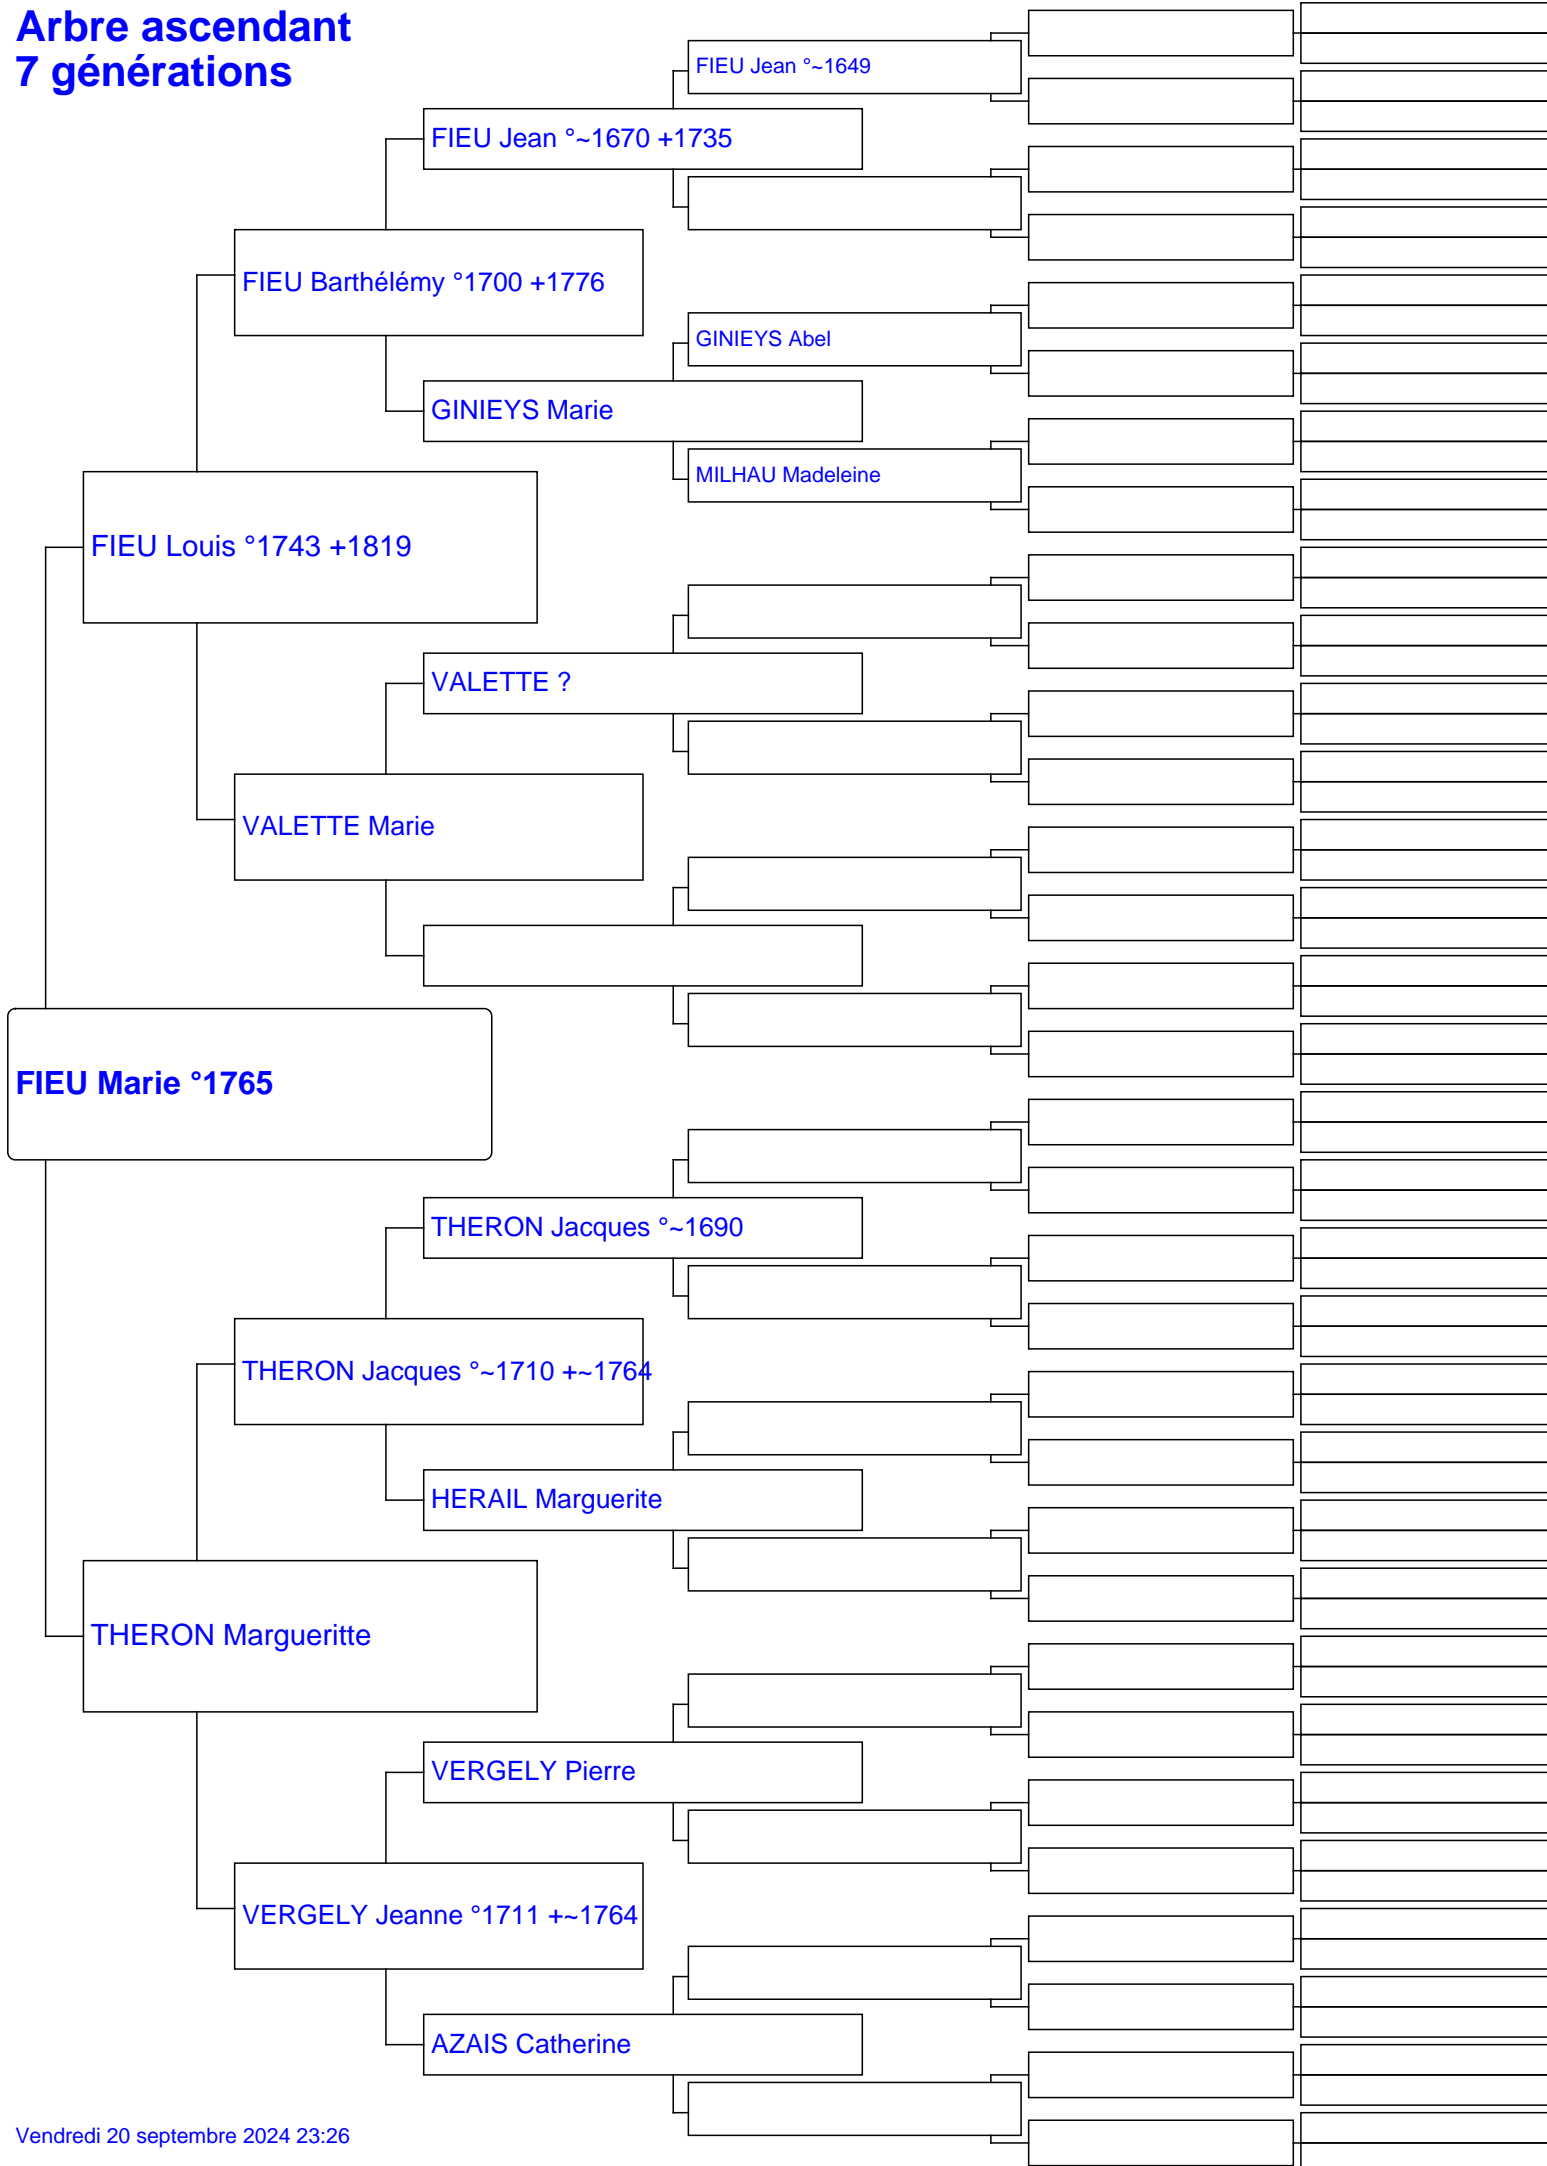 Arbre ascendant
7 générations
FIEU Jean °~1649
FIEU Jean °~1670 +1735
FIEU Barthélémy °1700 +1776
GINIEYS Abel
GINIEYS Marie
MILHAU Madeleine
FIEU Louis °1743 +1819
VALETTE ?
VALETTE Marie
FIEU Marie °1765
THERON Jacques °~1690
THERON Jacques °~1710 +~1764
HERAIL Marguerite
THERON Margueritte
VERGELY Pierre
VERGELY Jeanne °1711 +~1764
AZAIS Catherine
Vendredi 20 septembre 2024 23:26